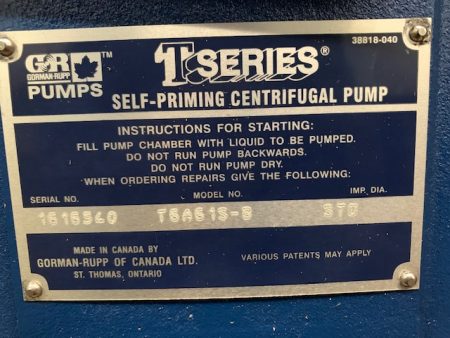 38818-040
GR™
GORMAN-RUPP
PUMPS
T SERIES®
SELF-PRIMING CENTRIFUGAL PUMP
INSTRUCTIONS FOR STARTING:
FILL PUMP CHAMBER WITH LIQUID TO BE PUMPED.
DO NOT RUN PUMP BACKWARDS.
DO NOT RUN PUMP DRY.
WHEN ORDERING REPAIRS GIVE THE FOLLOWING:
SERIAL NO. MODEL NO. IMP. DIA.
STD
MADE IN CANADA BY
GORMAN-RUPP OF CANADA LTD.
ST. THOMAS, ONTARIO
VARIOUS PATENTS MAY APPLY